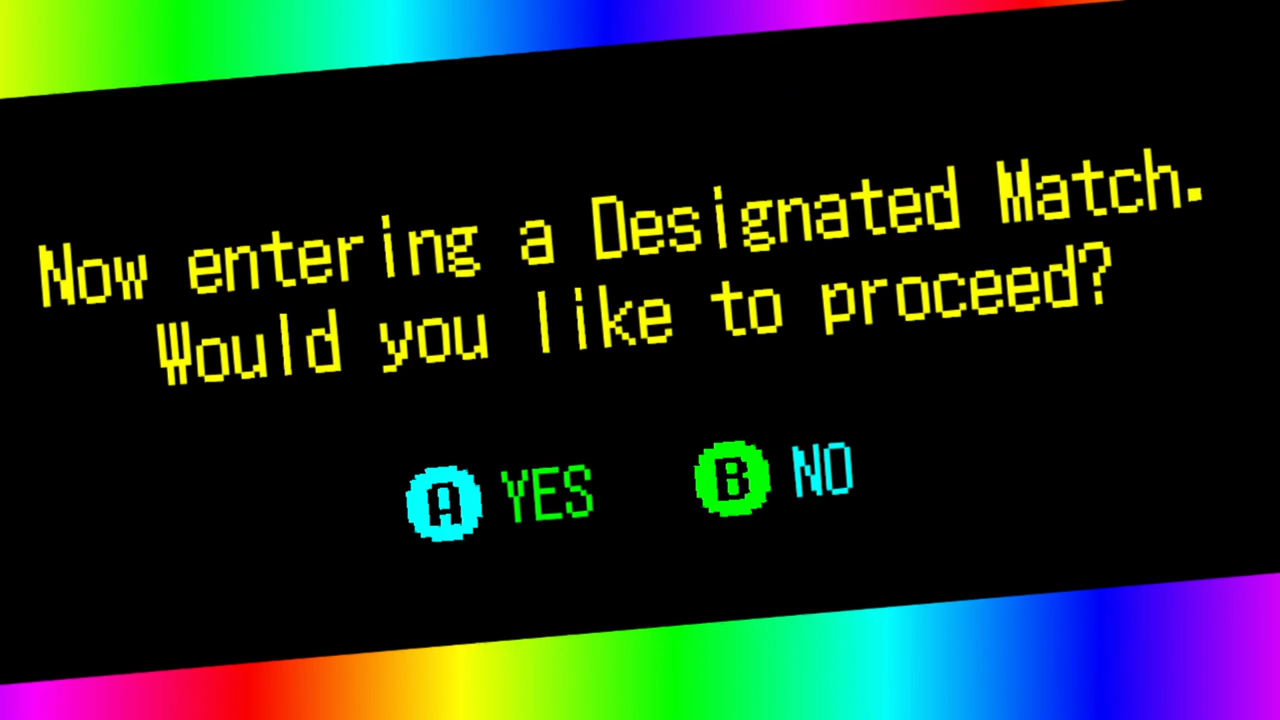 Now entering a Designated Match.
Would you like to proceed?
A YES B NO